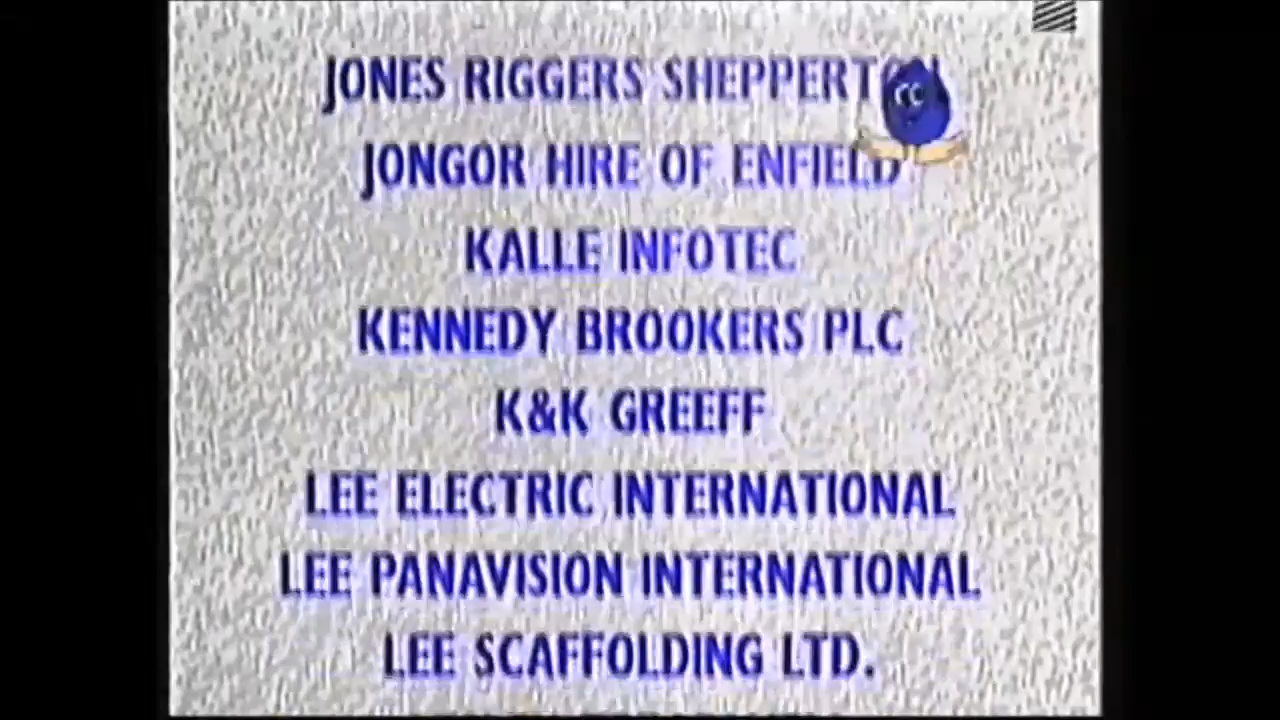 JONES RIGGERS SHEPPERTON
JONGOR HIRE OF ENFIELD
KALLE INFOTEC
KENNEDY BROOKERS PLC
K&K GREEFF
LEE ELECTRIC INTERNATIONAL
LEE PANAVISION INTERNATIONAL
LEE SCAFFOLDING LTD.